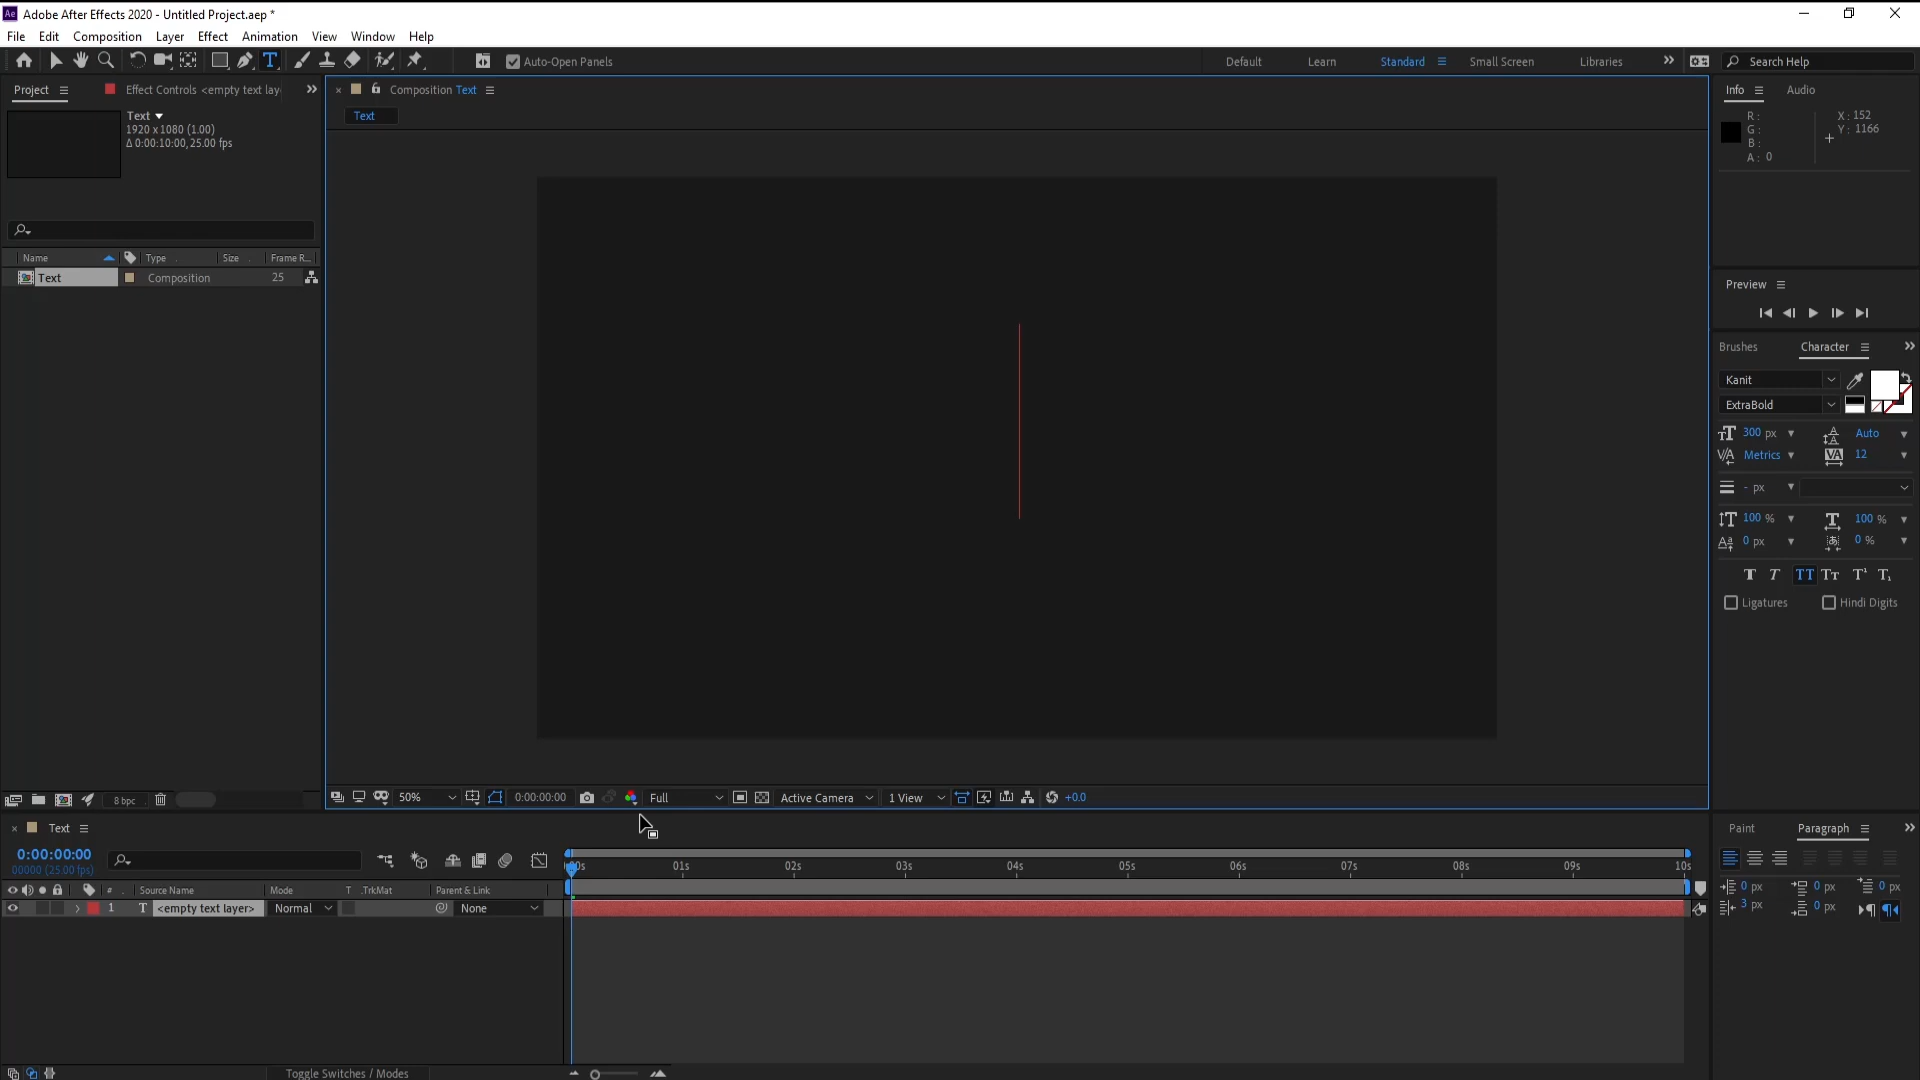 Adobe After Effects 2020 - Untitled Project.aep *
File Edit Composition Layer Effect Animation View Window Help
Auto-Open Panels Default Learn Standard Small Screen Libraries Search Help
Project Effect Controls <empty text lay
Composition Text
Info Audio
Text
1920 x 1080 (1.00)
Δ 0:00:10:00, 25.00 fps
Text
R :
G :
B :
A : 0
X : 152
Y : 1166
Name Type Size Frame R...
Text Composition 25
Preview
Brushes Character
Kanit
ExtraBold
300 px Auto
Metrics 12
- px
100 % 100 %
0 px 0 %
T T TT Tт T¹ T₁
Ligatures Hindi Digits
8 bpc
50% 0:00:00:00 Full Active Camera 1 View +0.0
Text
0:00:00:00
00000 (25.00 fps)
00s 01s 02s 03s 04s 05s 06s 07s 08s 09s 10s
# Source Name Mode T .TrkMat Parent & Link
1 T <empty text layer> Normal None
Paint Paragraph
0 px 0 px 0 px
3 px 0 px
Toggle Switches / Modes